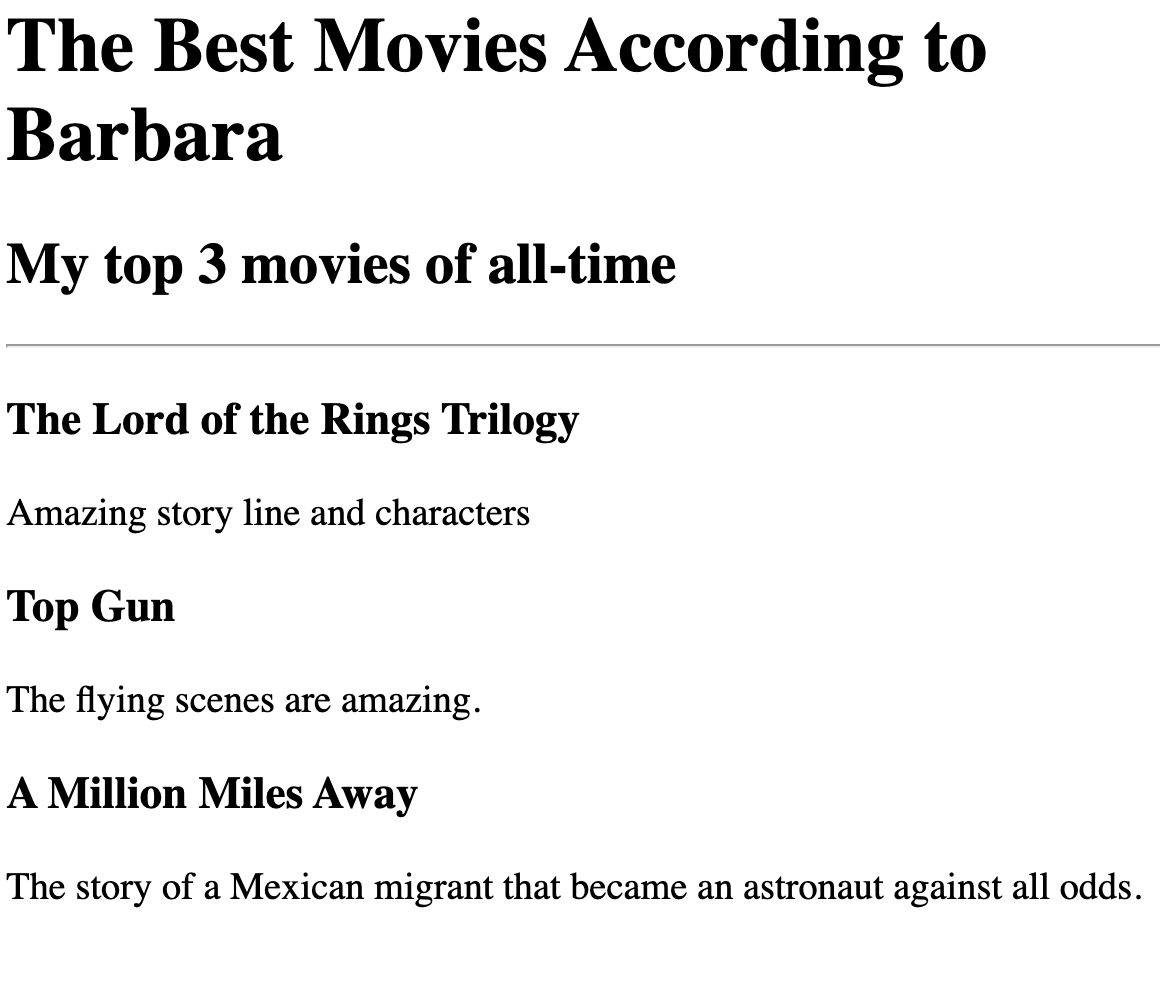 The Best Movies According to
Barbara
My top 3 movies of all-time
The Lord of the Rings Trilogy
Amazing story line and characters
Top Gun
The flying scenes are amazing.
A Million Miles Away
The story of a Mexican migrant that became an astronaut against all odds.